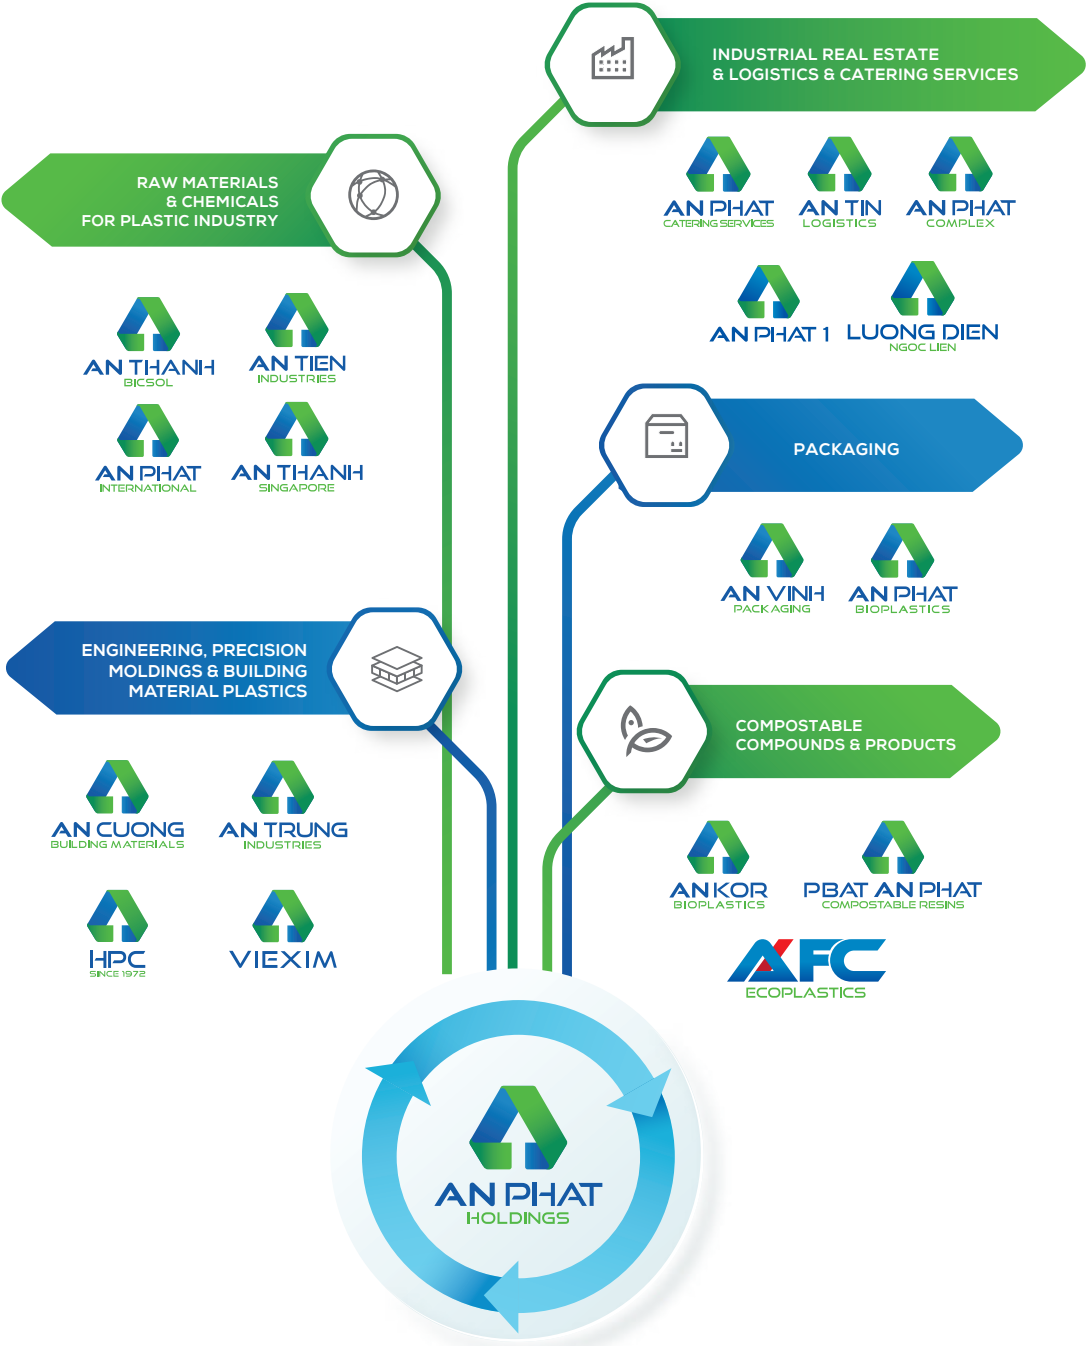 INDUSTRIAL REAL ESTATE
& LOGISTICS & CATERING SERVICES
AN PHAT
CATERING SERVICES
AN TIN
LOGISTICS
AN PHAT
COMPLEX
AN PHAT 1
LUONG DIEN
NGOC LIEN
RAW MATERIALS
& CHEMICALS
FOR PLASTIC INDUSTRY
AN THANH
BICSOL
AN TIEN
INDUSTRIES
AN PHAT
INTERNATIONAL
AN THANH
SINGAPORE
PACKAGING
AN VINH
PACKAGING
AN PHAT
BIOPLASTICS
ENGINEERING, PRECISION
MOLDINGS & BUILDING
MATERIAL PLASTICS
AN CUONG
BUILDING MATERIALS
AN TRUNG
INDUSTRIES
HPC
SINCE 1972
VIEXIM
COMPOSTABLE
COMPOUNDS & PRODUCTS
ANKOR
BIOPLASTICS
PBAT AN PHAT
COMPOSTABLE RESINS
AFC
ECOPLASTICS
AN PHAT
HOLDINGS